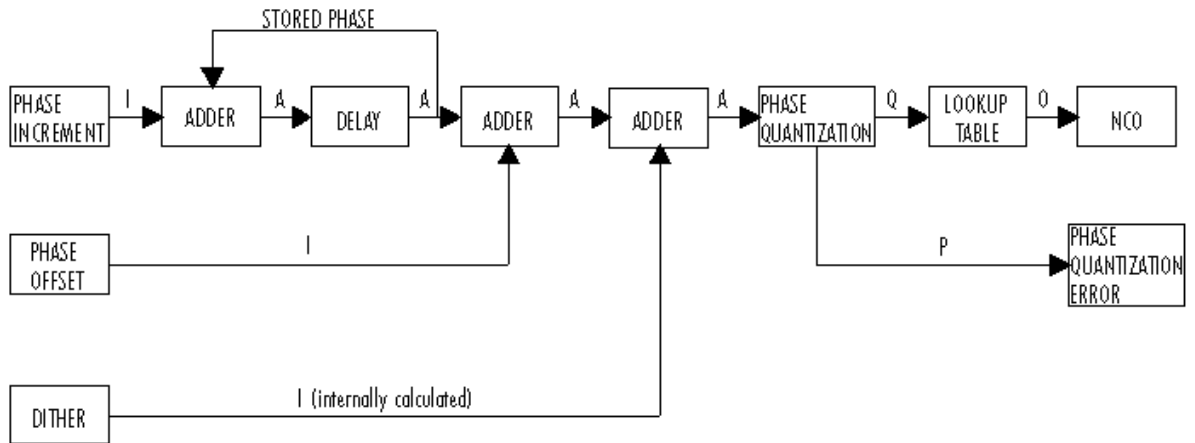 STORED PHASE
PHASE
INCREMENT
I
ADDER
A
DELAY
A
ADDER
A
ADDER
A
PHASE
QUANTIZATION
Q
LOOKUP
TABLE
O
NCO
PHASE
OFFSET
I
P
PHASE
QUANTIZATION
ERROR
DITHER
I (internally calculated)